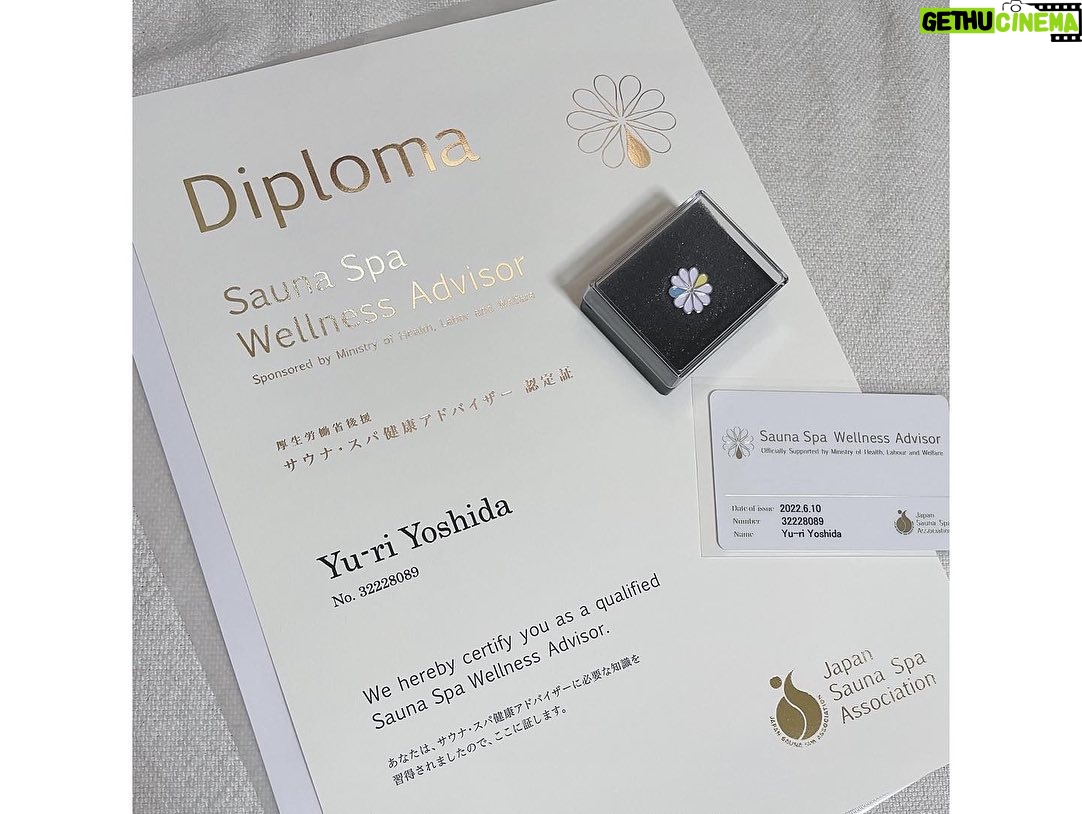 GETHUCINEMA
Diploma
Sauna Spa
Wellness Advisor
Sponsored by Ministry of Health, Labor and Welfare
厚生労働省後援
サウナ・スパ健康アドバイザー 認定証
Yu-ri Yoshida
No. 32228089
We hereby certify you as a qualified
Sauna Spa Wellness Advisor.
あなたは、サウナ・スパ健康アドバイザーに必要な知識を
習得されましたので、ここに証します。
Japan
Sauna Spa
Association
JAPAN SAUNA SPA ASSOCIATION
Sauna Spa Wellness Advisor
Officially Supported by Ministry of Health, Labour and Welfare
Date of issue 2022.6.10
Number 32228089
Name Yu-ri Yoshida
Japan
Sauna Spa
Association